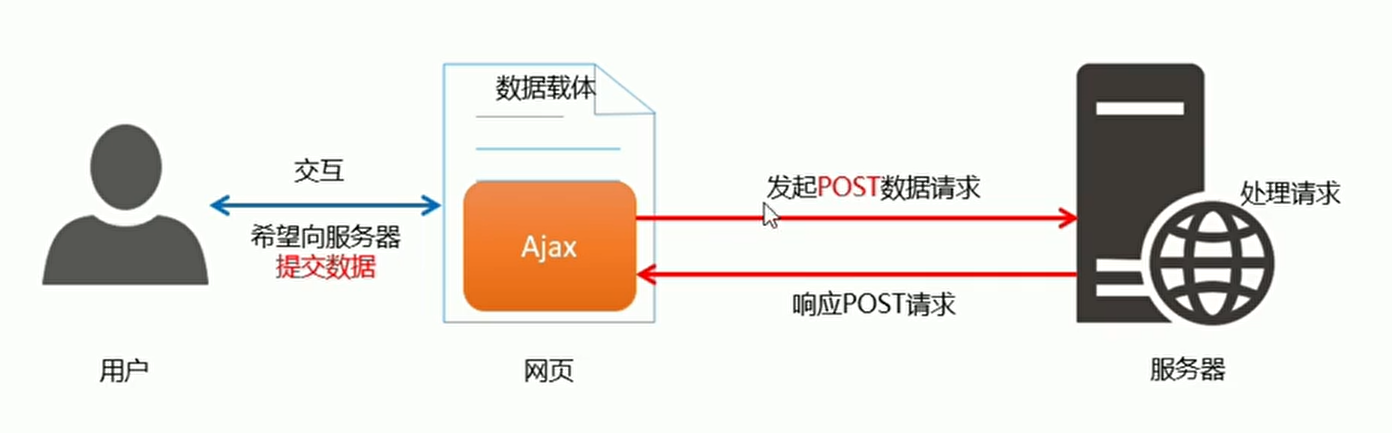 数据载体
交互
希望向服务器
提交数据
Ajax
发起POST数据请求
响应POST请求
处理请求
用户
网页
服务器